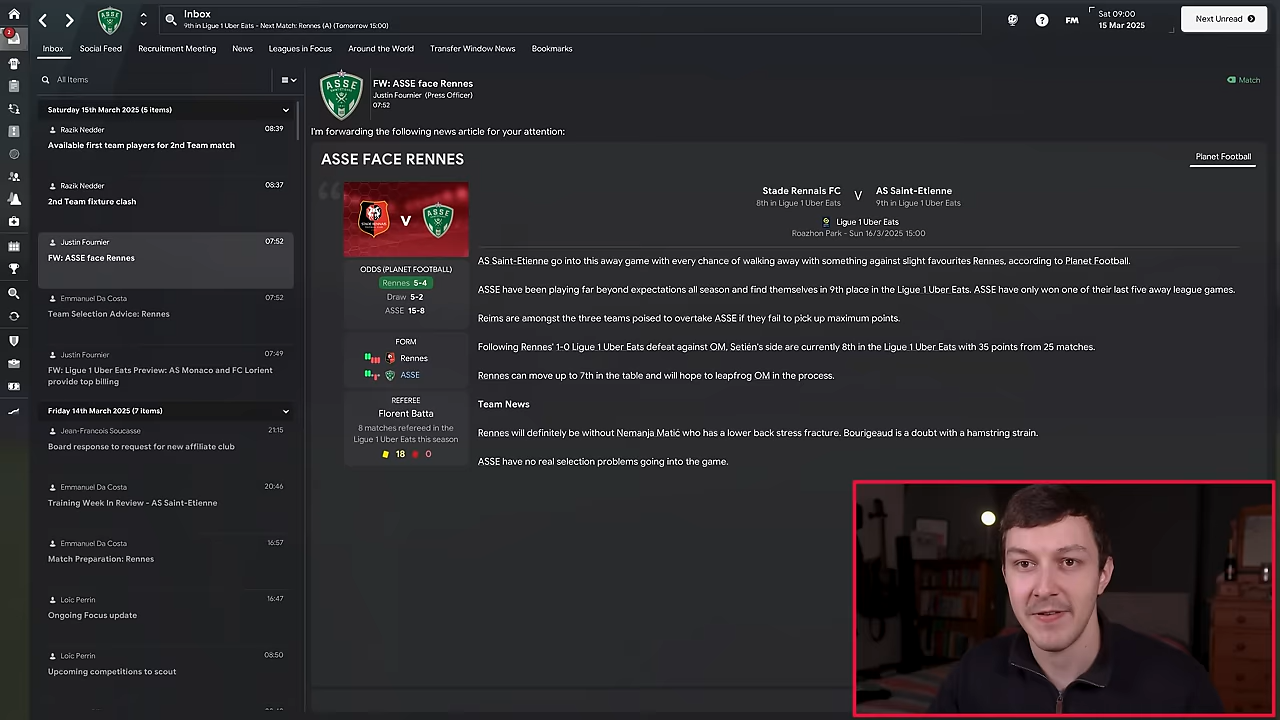 Inbox
9th in Ligue 1 Uber Eats - Next Match: Rennes (A) (Tomorrow 15:00)
FM
Sat 09:00
15 Mar 2025
Next Unread
2
Inbox
Social Feed
Recruitment Meeting
News
Leagues in Focus
Around the World
Transfer Window News
Bookmarks
All Items
Saturday 15th March 2025 (5 items)
Razik Nedder 08:39
Available first team players for 2nd Team match
Razik Nedder 08:37
2nd Team fixture clash
Justin Fournier 07:52
FW: ASSE face Rennes
Emmanuel Da Costa 07:52
Team Selection Advice: Rennes
Justin Fournier 07:49
FW: Ligue 1 Uber Eats Preview: AS Monaco and FC Lorient
provide top billing
Friday 14th March 2025 (7 items)
Jean-Francois Soucasse 21:15
Board response to request for new affiliate club
Emmanuel Da Costa 20:46
Training Week In Review - AS Saint-Etienne
Emmanuel Da Costa 16:57
Match Preparation: Rennes
Loïc Perrin 16:47
Ongoing Focus update
Loïc Perrin 08:50
Upcoming competitions to scout
ASSE
FW: ASSE face Rennes
Justin Fournier (Press Officer)
07:52
Match
I'm forwarding the following news article for your attention:
ASSE FACE RENNES
Planet Football
V
ASSE
ODDS (PLANET FOOTBALL)
Rennes 5-4
Draw 5-2
ASSE 15-8
FORM
Rennes
ASSE
REFEREE
Florent Batta
8 matches refereed in the
Ligue 1 Uber Eats this season
18 0
Stade Rennais FC V AS Saint-Etienne
8th in Ligue 1 Uber Eats 9th in Ligue 1 Uber Eats
Ligue 1 Uber Eats
Roazhon Park - Sun 16/3/2025 15:00
AS Saint-Etienne go into this away game with every chance of walking away with something against slight favourites Rennes, according to Planet Football.
ASSE have been playing far beyond expectations all season and find themselves in 9th place in the Ligue 1 Uber Eats. ASSE have only won one of their last five away league games.
Reims are amongst the three teams poised to overtake ASSE if they fail to pick up maximum points.
Following Rennes' 1-0 Ligue 1 Uber Eats defeat against OM, Setién's side are currently 8th in the Ligue 1 Uber Eats with 35 points from 25 matches.
Rennes can move up to 7th in the table and will hope to leapfrog OM in the process.
Team News
Rennes will definitely be without Nemanja Matić who has a lower back stress fracture. Bourigeaud is a doubt with a hamstring strain.
ASSE have no real selection problems going into the game.